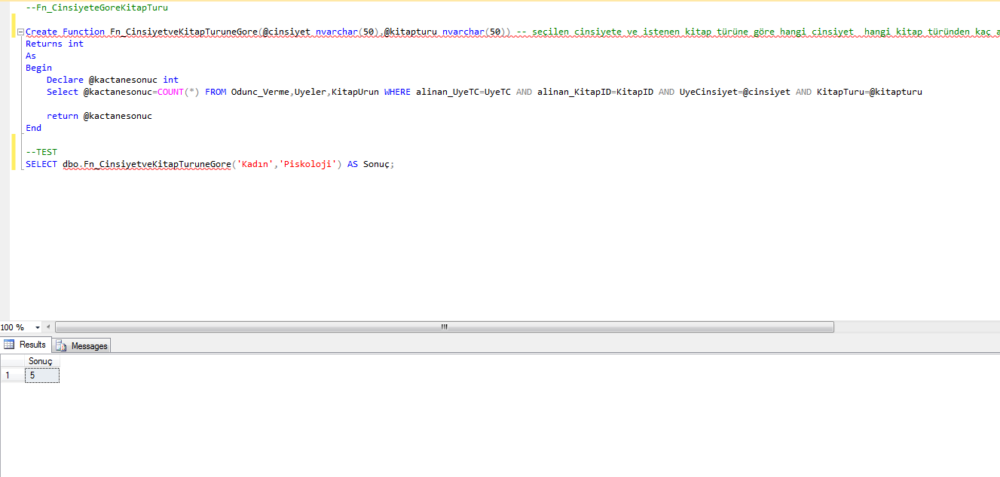 --Fn_CinsiyeteGoreKitapTuru
Create Function Fn_CinsiyetveKitapTuruneGore(@cinsiyet nvarchar(50),@kitapturu nvarchar(50)) -- seçilen cinsiyete ve istenen kitap türüne göre hangi cinsiyet  hangi kitap türünden kaç a
Returns int
As
Begin
Declare @kactanesonuc int
Select @kactanesonuc=COUNT(*) FROM Odunc_Verme,Uyeler,KitapUrun WHERE alinan_UyeTC=UyeTC AND alinan_KitapID=KitapID AND UyeCinsiyet=@cinsiyet AND KitapTuru=@kitapturu
return @kactanesonuc
End
--TEST
SELECT dbo.Fn_CinsiyetveKitapTuruneGore('Kadın','Piskoloji') AS Sonuç;
100 %
Results Messages
Sonuç
1 5